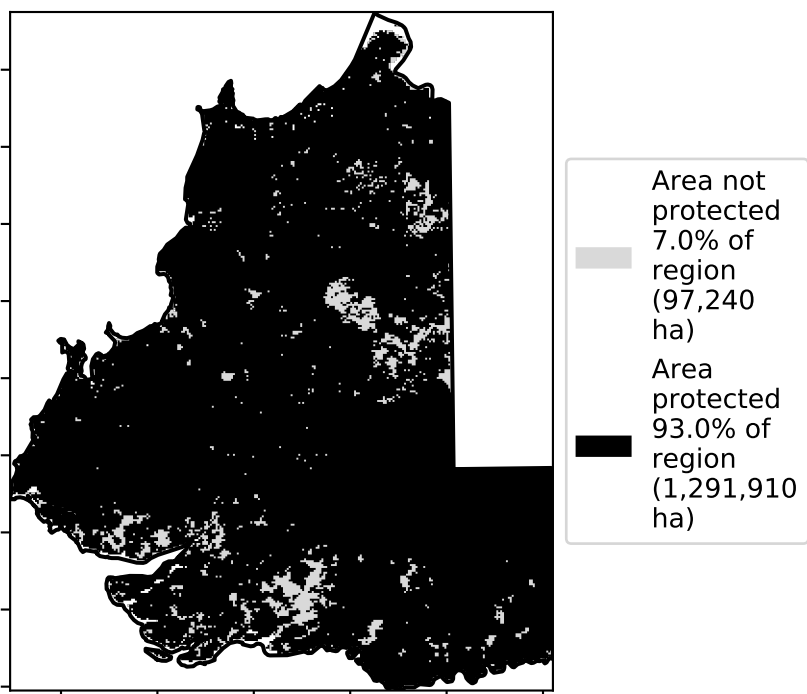 Area not
protected
7.0% of
region
(97,240
ha)
Area
protected
93.0% of
region
(1,291,910
ha)